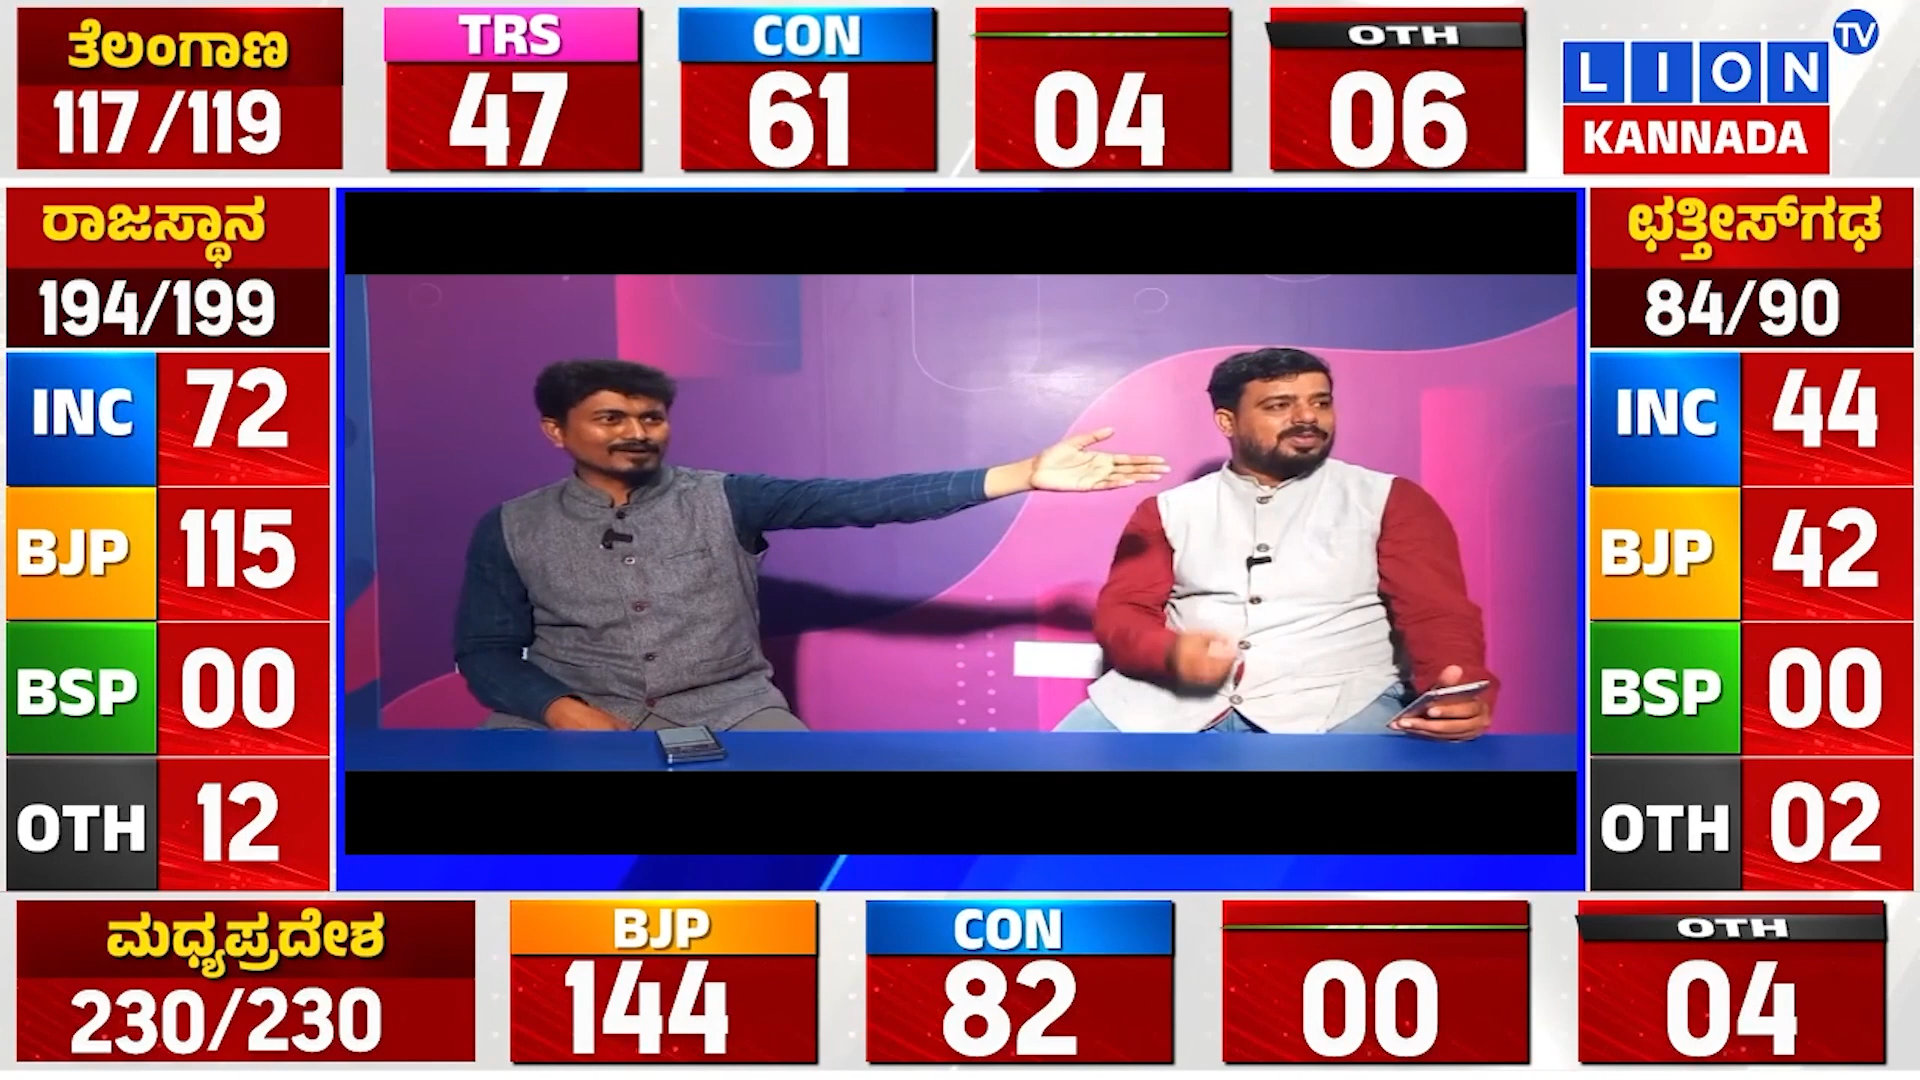 ತೆಲಂಗಾಣ
117/119
TRS
47
CON
61
04
OTH
06
LION TV
KANNADA
ರಾಜಸ್ಥಾನ
194/199
INC 72
BJP 115
BSP 00
OTH 12
ಛತ್ತೀಸ್‌ಗಢ
84/90
INC 44
BJP 42
BSP 00
OTH 02
ಮಧ್ಯಪ್ರದೇಶ
230/230
BJP
144
CON
82
00
OTH
04